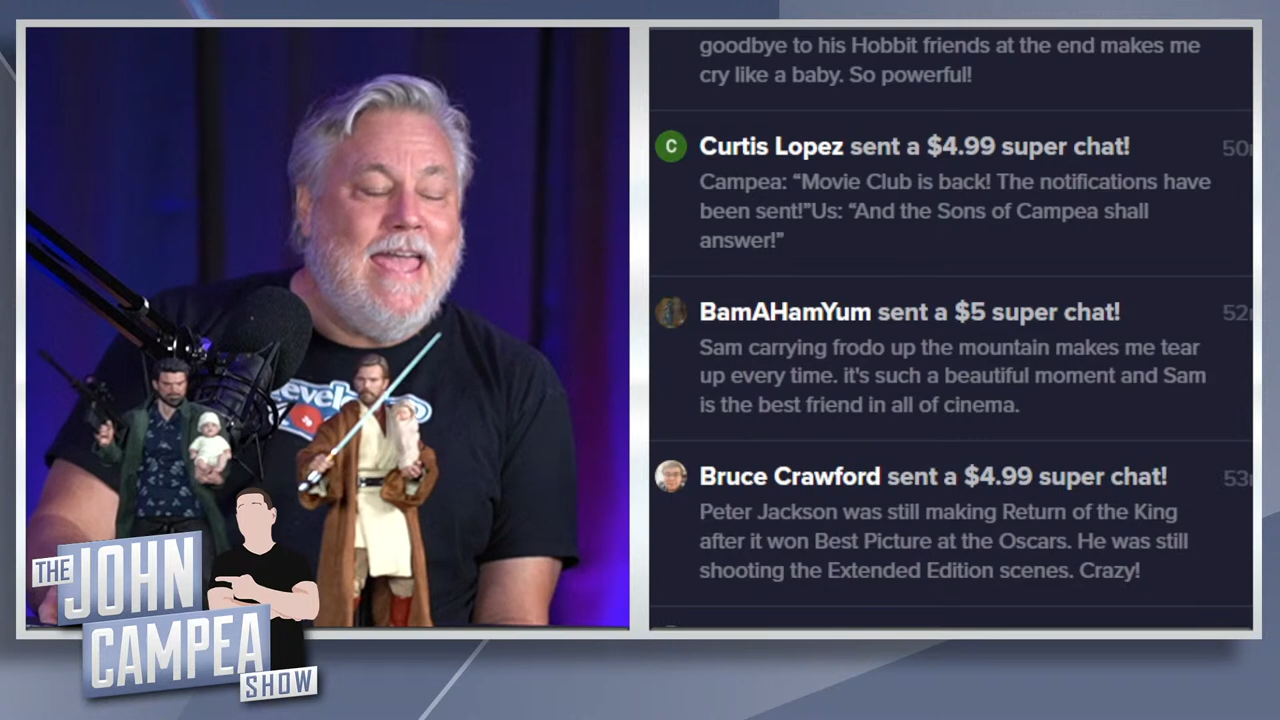 goodbye to his Hobbit friends at the end makes me
cry like a baby. So powerful!
C
Curtis Lopez sent a $4.99 super chat!
50
Campea: “Movie Club is back! The notifications have
been sent!”Us: “And the Sons of Campea shall
answer!”
BamAHamYum sent a $5 super chat!
52
Sam carrying frodo up the mountain makes me tear
up every time. it's such a beautiful moment and Sam
is the best friend in all of cinema.
Bruce Crawford sent a $4.99 super chat!
53
Peter Jackson was still making Return of the King
after it won Best Picture at the Oscars. He was still
shooting the Extended Edition scenes. Crazy!
THE
JOHN
CAMPEA
SHOW